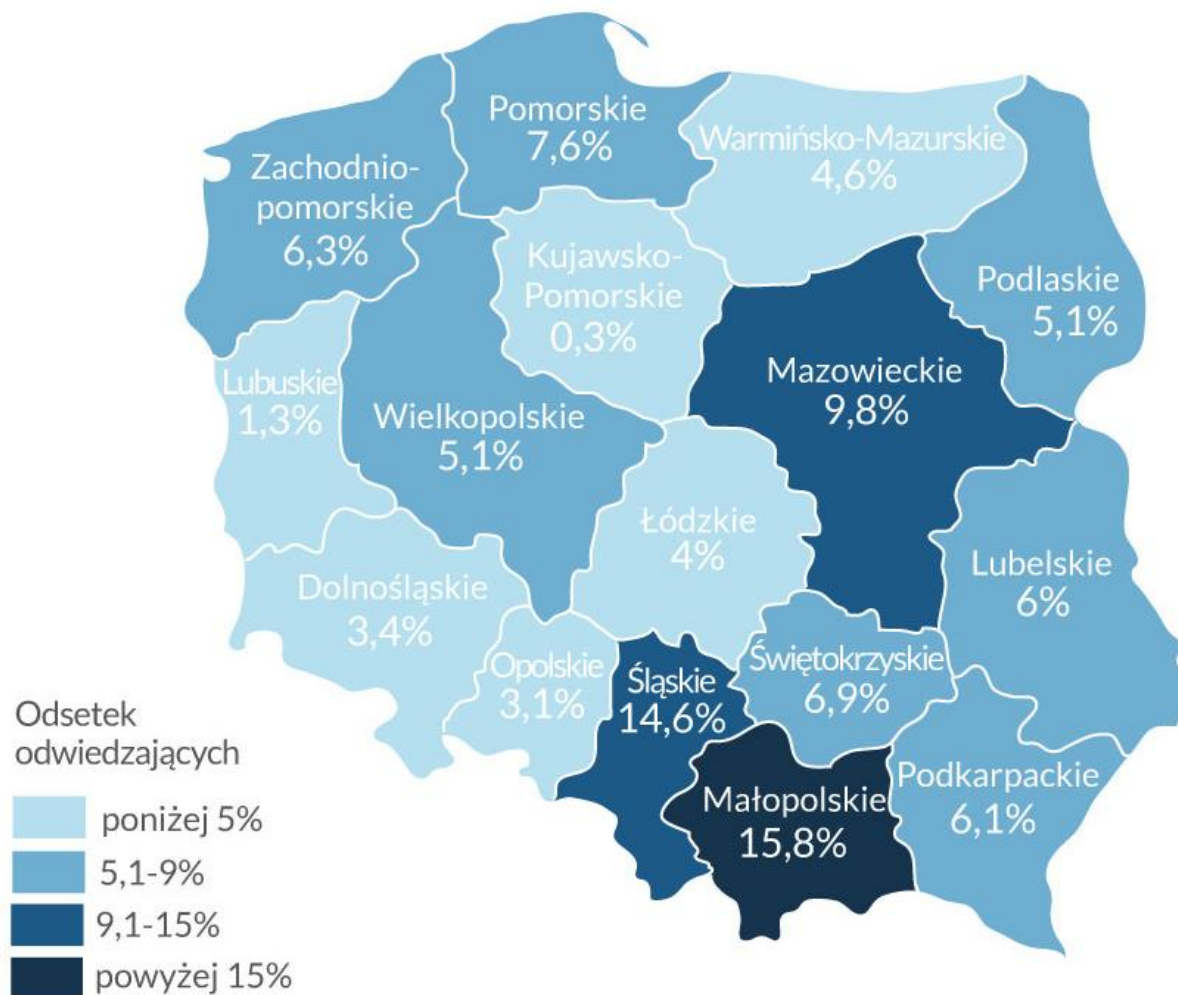 Pomorskie
7,6%
Warmińsko-Mazurskie
4,6%
Zachodnio-
pomorskie
6,3%
Kujawsko-
Pomorskie
0,3%
Podlaskie
5,1%
Lubuskie
1,3%
Wielkopolskie
5,1%
Mazowieckie
9,8%
Łódzkie
4%
Lubelskie
6%
Dolnośląskie
3,4%
Opolskie
3,1%
Śląskie
14,6%
Świętokrzyskie
6,9%
Małopolskie
15,8%
Podkarpackie
6,1%
Odsetek
odwiedzających
poniżej 5%
5,1-9%
9,1-15%
powyżej 15%